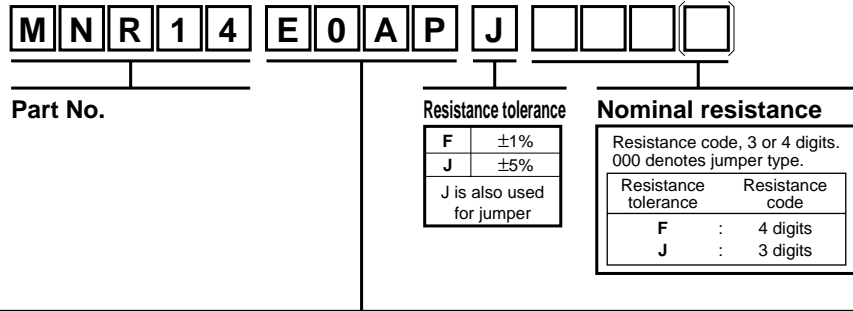 M N R 1 4 E 0 A P J
Part No.
Resistance tolerance
F ±1%
J ±5%
J is also used
for jumper
Nominal resistance
Resistance code, 3 or 4 digits.
000 denotes jumper type.
Resistance tolerance Resistance code
F : 4 digits
J : 3 digits